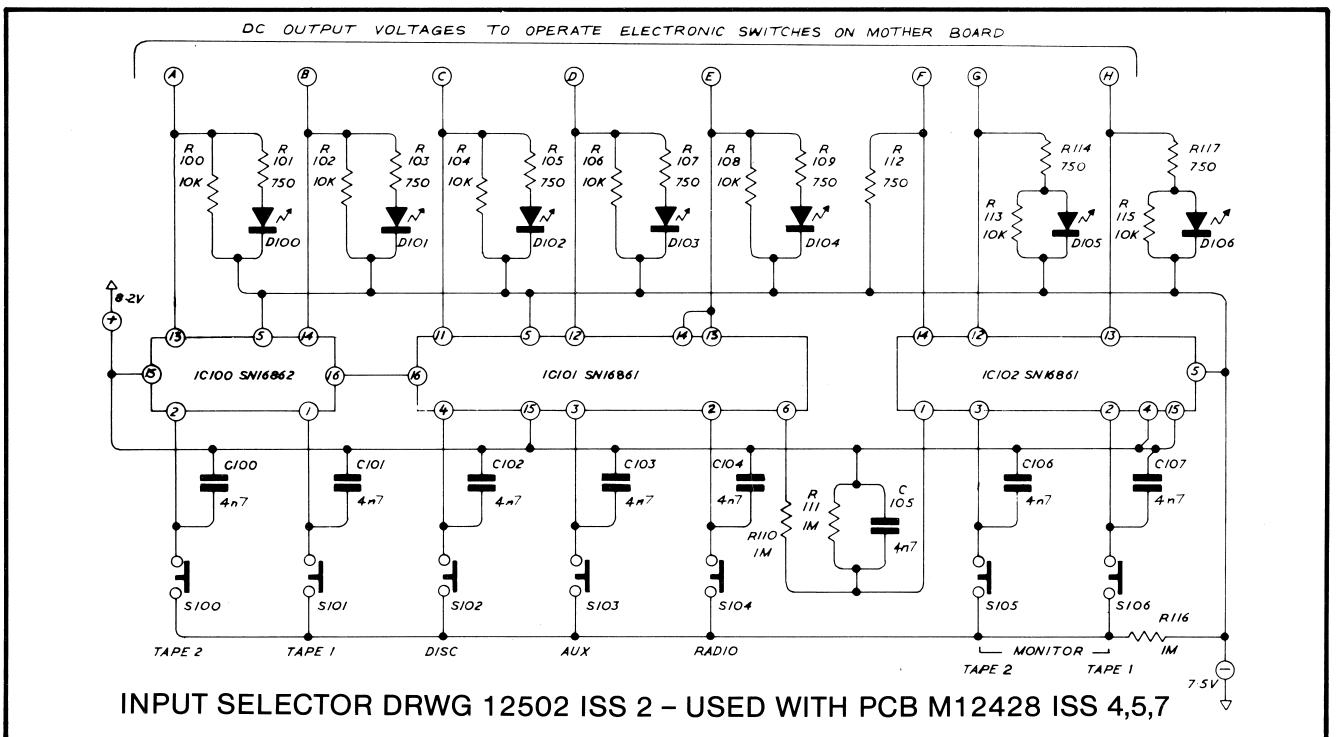 DC OUTPUT VOLTAGES TO OPERATE ELECTRONIC SWITCHES ON MOTHER BOARD
A B C D E F G H
R 100 10K
R 101 750
R 102 10K
R 103 750
R 104 10K
R 105 750
R 106 10K
R 107 750
R 108 10K
R 109 750
R 112 750
R114 750
R 113 10K
R117 750
R 115 10K
D100 D101 D102 D103 D104 D105 D106
8·2V
+
13 5 14 11 5 12 14 13 14 12 13
15 IC100 SN16862 16 16 IC101 SN16861 IC102 SN16861 5
2 1 4 15 3 2 6 1 3 2 4 15
C100 4n7
C101 4n7
C102 4n7
C103 4n7
C104 4n7
R110 1M
R 111 1M
C 105 4n7
C106 4n7
C107 4n7
S100 S101 S102 S103 S104 S105 S106
R116 1M
TAPE 2 TAPE 1 DISC AUX RADIO MONITOR
TAPE 2 TAPE 1
−
7·5V
INPUT SELECTOR DRWG 12502 ISS 2 – USED WITH PCB M12428 ISS 4,5,7